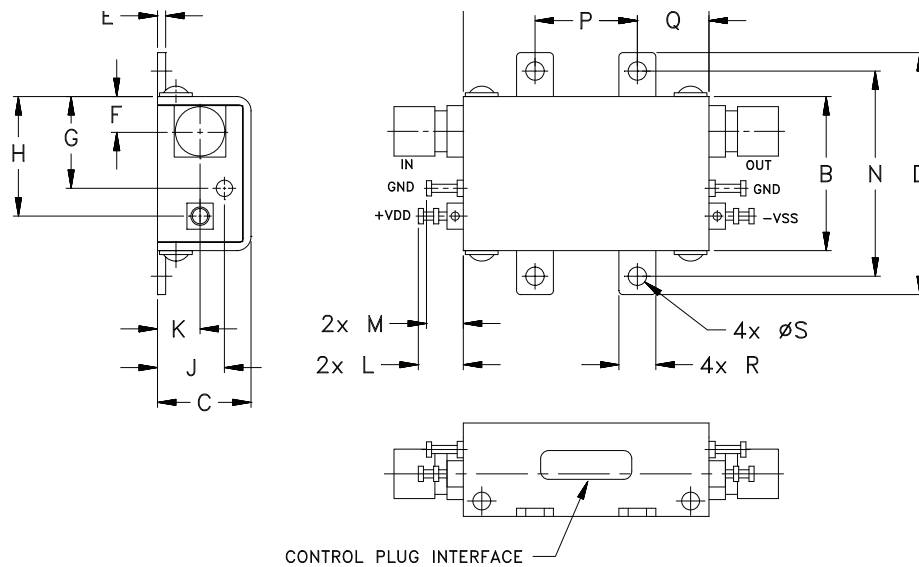 E
P
Q
F
G
H
IN
OUT
GND
GND
+VDD
-VSS
B
N
D
K
J
C
2x M
2x L
4x ØS
4x R
CONTROL PLUG INTERFACE